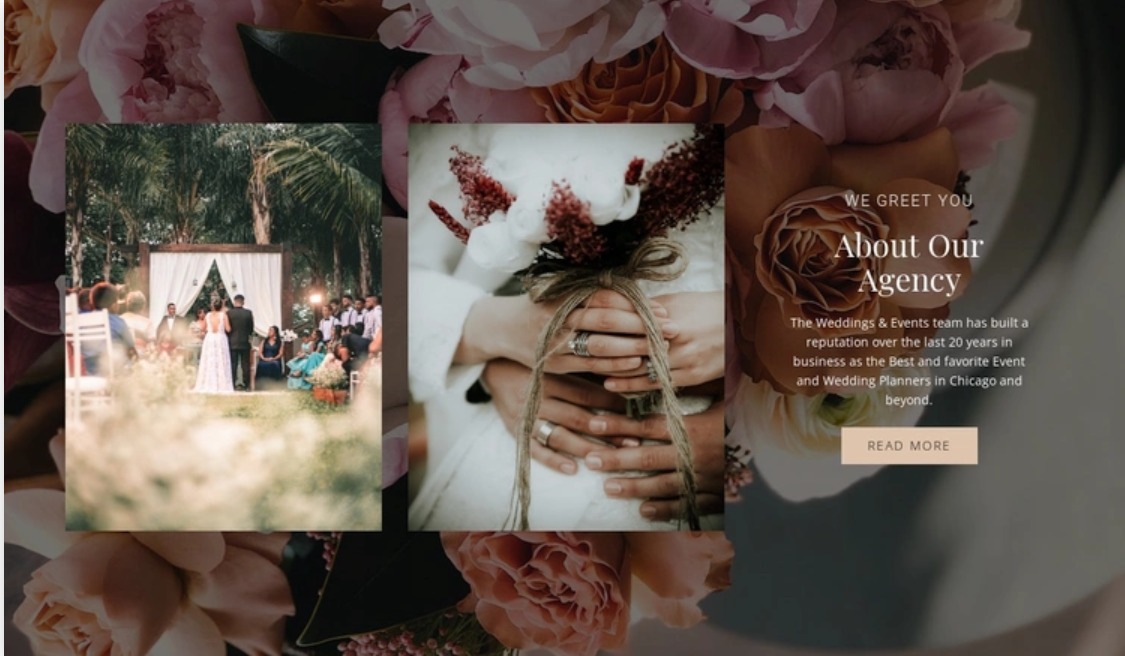 WE GREET YOU
About Our
Agency
The Weddings & Events team has built a
reputation over the last 20 years in
business as the Best and favorite Event
and Wedding Planners in Chicago and
beyond.
READ MORE